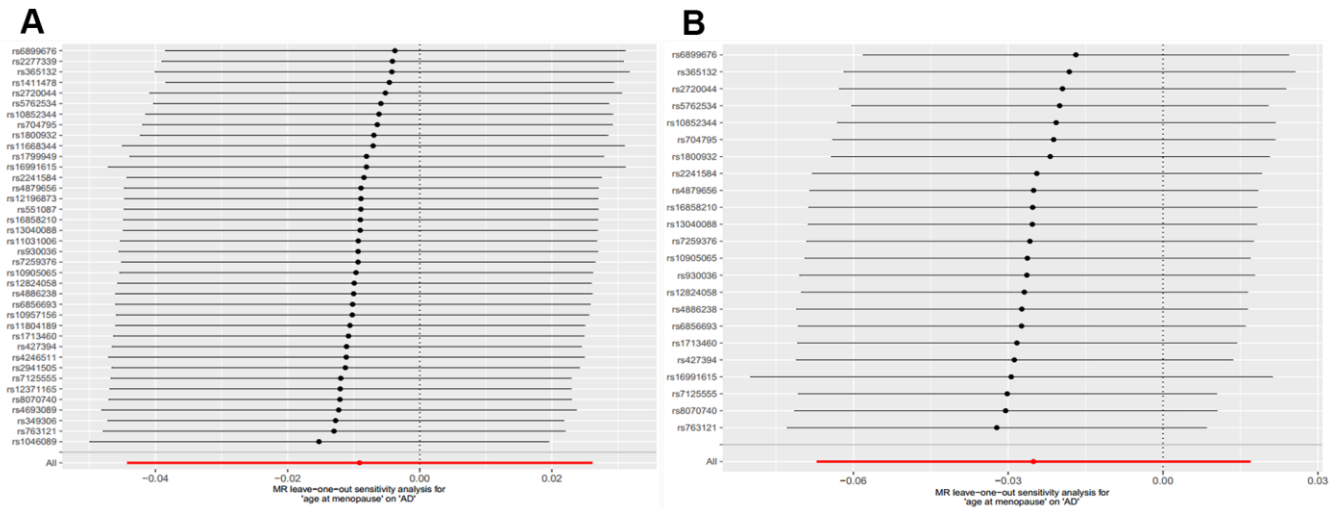 A
rs6899676
rs2277339
rs365132
rs1411478
rs2720044
rs5762534
rs10852344
rs704795
rs1800932
rs11668344
rs1799949
rs16991615
rs2241584
rs4879656
rs12196873
rs551087
rs16858210
rs13040088
rs11031006
rs930036
rs7259376
rs10905065
rs12824058
rs4886238
rs6856693
rs10957156
rs11804189
rs1713460
rs427394
rs4246511
rs2941505
rs7125555
rs12371165
rs8070740
rs4693089
rs349306
rs763121
rs1046089
All
−0.04 −0.02 0.00 0.02
MR leave−one−out sensitivity analysis for
'age at menopause' on 'AD'
B
rs6899676
rs365132
rs2720044
rs5762534
rs10852344
rs704795
rs1800932
rs2241584
rs4879656
rs16858210
rs13040088
rs7259376
rs10905065
rs930036
rs12824058
rs4886238
rs6856693
rs1713460
rs427394
rs16991615
rs7125555
rs8070740
rs763121
All
−0.06 −0.03 0.00 0.03
MR leave−one−out sensitivity analysis for
'age at menopause' on 'AD'